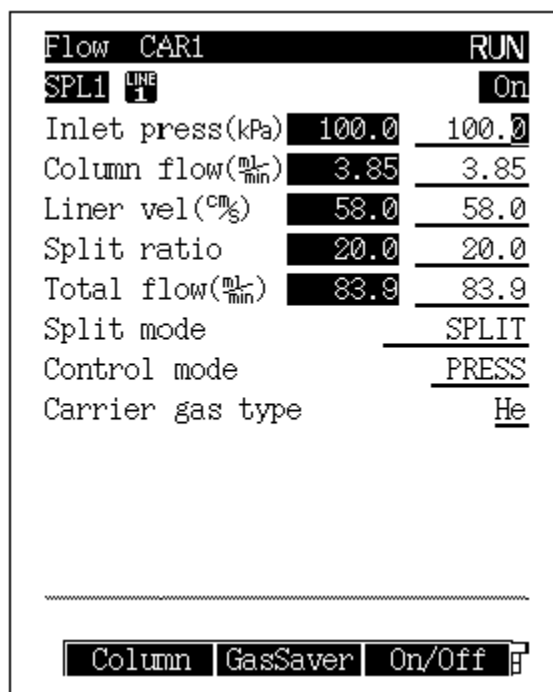 Flow CAR1 RUN
SPL1 LINE 1 On
Inlet press(kPa) 100.0 100.0
Column flow(ml/min) 3.85 3.85
Liner vel(cm/s) 58.0 58.0
Split ratio 20.0 20.0
Total flow(ml/min) 83.9 83.9
Split mode SPLIT
Control mode PRESS
Carrier gas type He
Column GasSaver On/Off